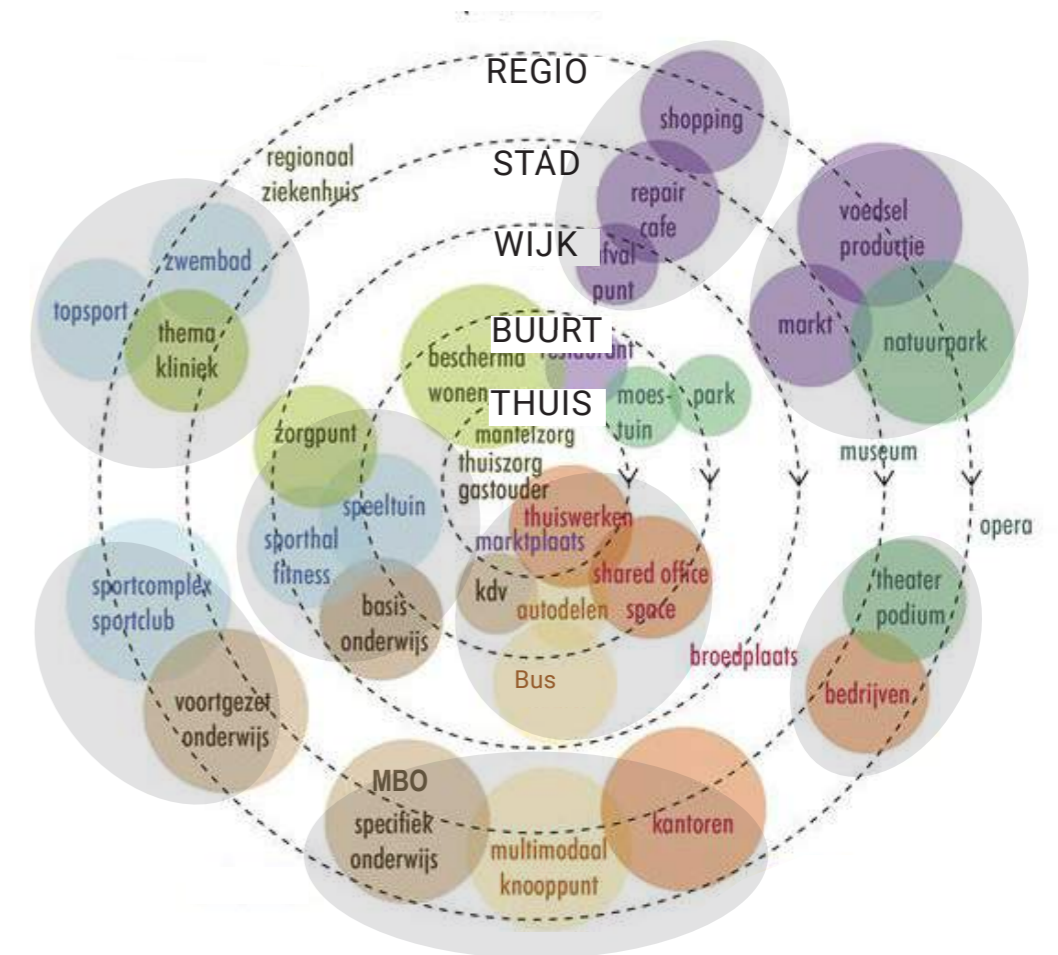 REGIO
shopping
regionaal
ziekenhuis
STAD
repair
cafe
voedsel
productie
WIJK
zwembad
afval
punt
topsport
thema
kliniek
markt
natuurpark
BUURT
bescherma
restaurant
wonen
THUIS
moes-
tuin
park
zorgpunt
mantelzorg
thuiszorg
gastouder
museum
speeltuin
thuiswerken
opera
sporthal
fitness
marktplaats
sportcomplex
sportclub
kdv
shared office
space
autodelen
basis
onderwijs
theater
podium
broedplaats
Bus
bedrijven
voortgezet
onderwijs
MBO
specifiek
onderwijs
multimodaal
knooppunt
kantoren